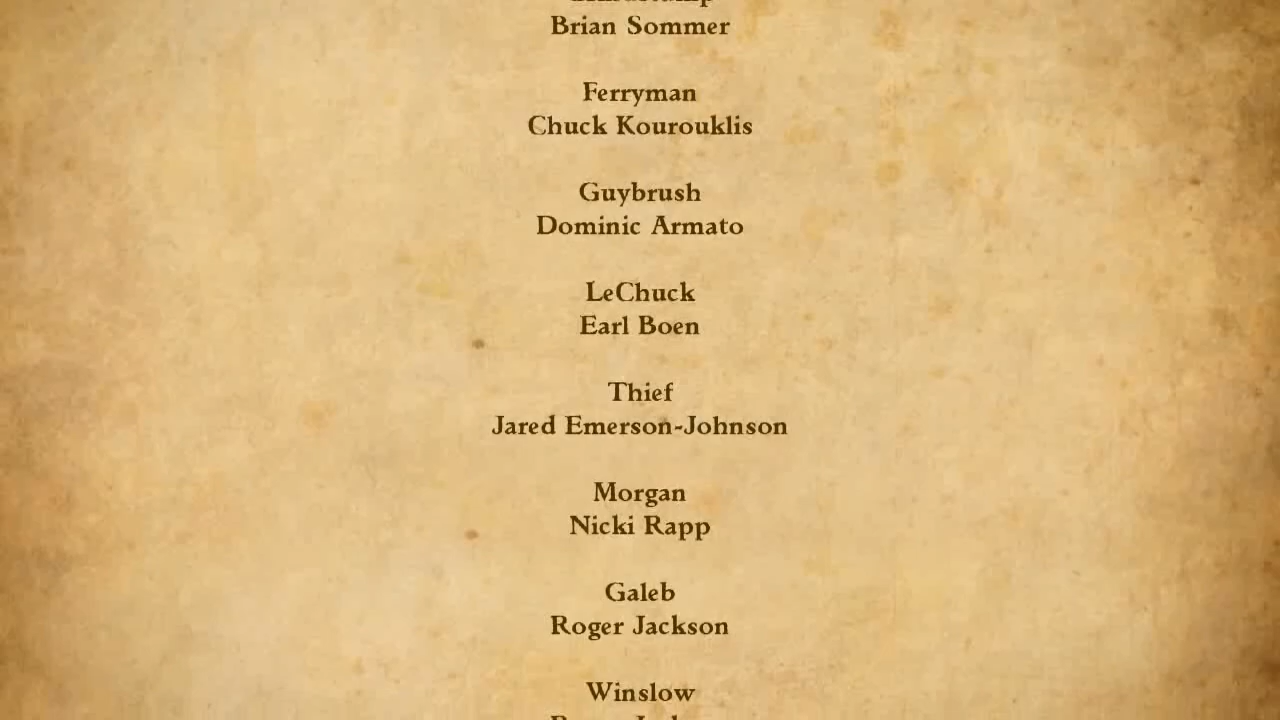 Brian Sommer
Ferryman
Chuck Kourouklis
Guybrush
Dominic Armato
LeChuck
Earl Boen
Thief
Jared Emerson-Johnson
Morgan
Nicki Rapp
Galeb
Roger Jackson
Winslow